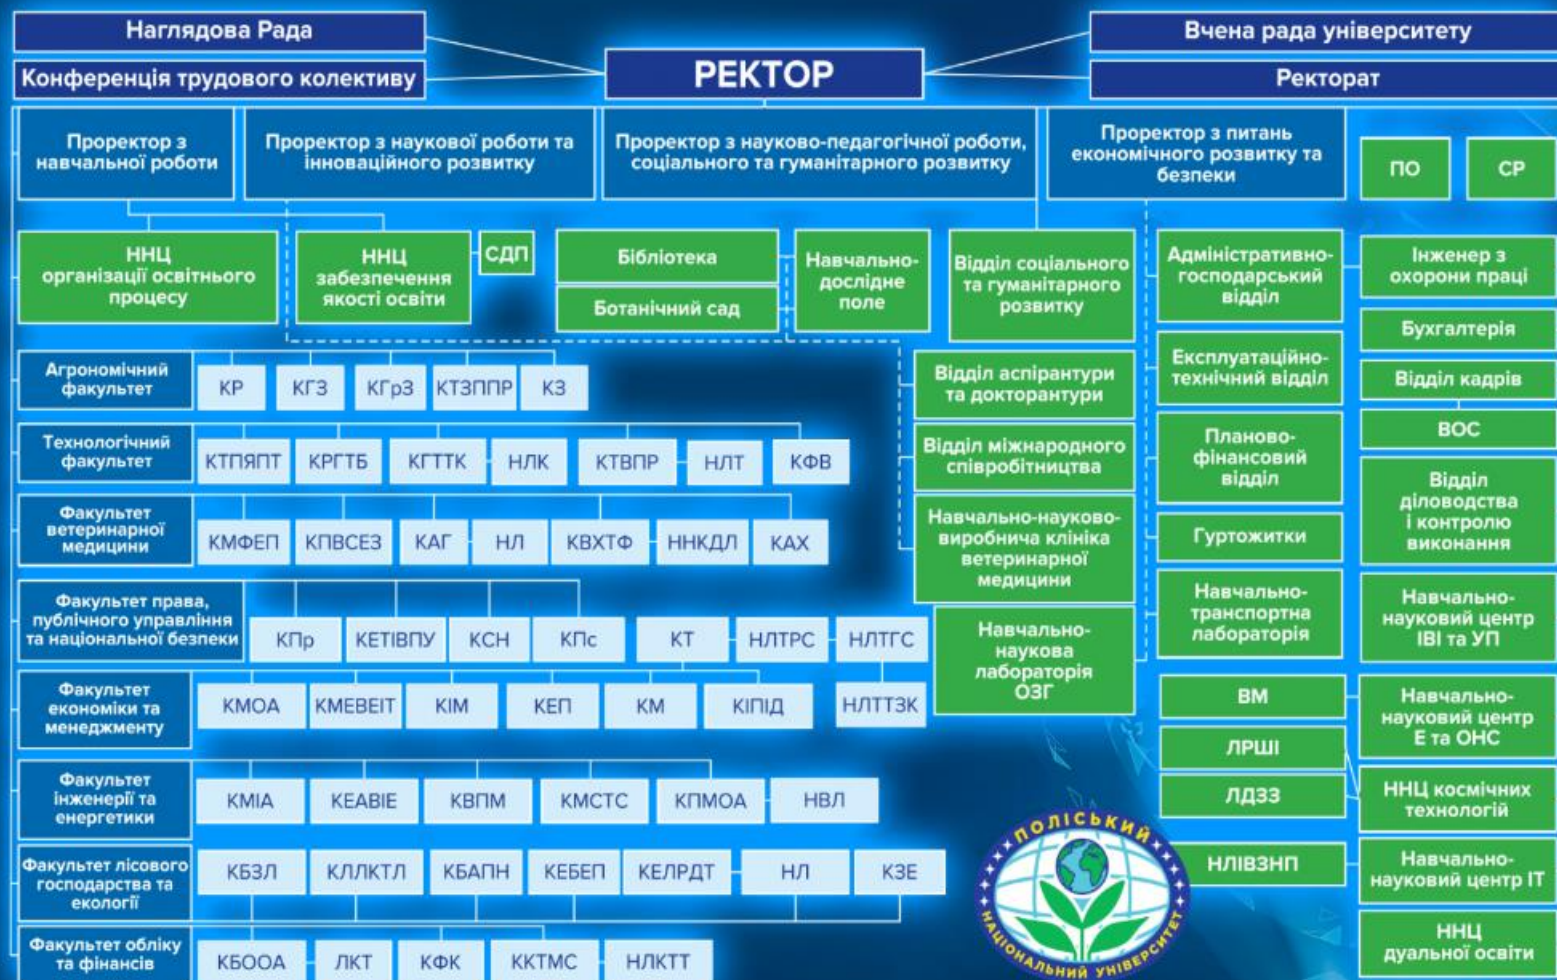 Наглядова Рада
Вчена рада університету
Конференція трудового колективу
РЕКТОР
Ректорат
Проректор з
навчальної роботи
Проректор з наукової роботи та
інноваційного розвитку
Проректор з науково-педагогічної роботи,
соціального та гуманітарного розвитку
Проректор з питань
економічного розвитку та
безпеки
ПО
СР
ННЦ
організації освітнього
процесу
ННЦ
забезпечення
якості освіти
СДП
Бібліотека
Ботанічний сад
Навчально-
дослідне
поле
Відділ соціального
та гуманітарного
розвитку
Адміністративно-
господарський
відділ
Інженер з
охорони праці
Бухгалтерія
Агрономічний
факультет
КР
КГЗ
КГрЗ
КТЗППР
КЗ
Відділ аспірантури
та докторантури
Експлуатаційно-
технічний відділ
Відділ кадрів
ВОС
Технологічний
факультет
КТПЯПТ
КРГТБ
КГТТК
НЛК
КТВПР
НЛТ
КФВ
Відділ міжнародного
співробітництва
Планово-
фінансовий
відділ
Відділ
діловодства
і контролю
виконання
Факультет
ветеринарної
медицини
КМФЕП
КПВСЕЗ
КАГ
НЛ
КВХТФ
ННКДЛ
КАХ
Навчально-науково-
виробнича клініка
ветеринарної
медицини
Гуртожитки
Навчально-
транспортна
лабораторія
Навчально-
науковий центр
ІВІ та УП
Факультет права,
публічного управління
та національної безпеки
КПр
КЕТІВПУ
КСН
КПс
КТ
НЛТРС
НЛТГС
Навчально-
наукова
лабораторія
ОЗГ
Факультет
економіки та
менеджменту
КМОА
КМЕВЕІТ
КІМ
КЕП
КМ
КІПІД
НЛТТЗК
ВМ
Навчально-
науковий центр
Е та ОНС
ЛРШІ
ЛДЗЗ
ННЦ космічних
технологій
Факультет
інженерії та
енергетики
КМІА
КЕАВІЕ
КВПМ
КМСТС
КПМОА
НВЛ
Факультет лісового
господарства та
екології
КБЗЛ
КЛЛКТЛ
КБАПН
КЕБЕП
КЕЛРДТ
НЛ
КЗЕ
НЛІВЗНП
Навчально-
науковий центр ІТ
Факультет обліку
та фінансів
КБООА
ЛКТ
КФК
ККТМС
НЛКТТ
ННЦ
дуальної освіти
ПОЛІСЬКИЙ
НАЦІОНАЛЬНИЙ УНІВЕРСИТЕТ